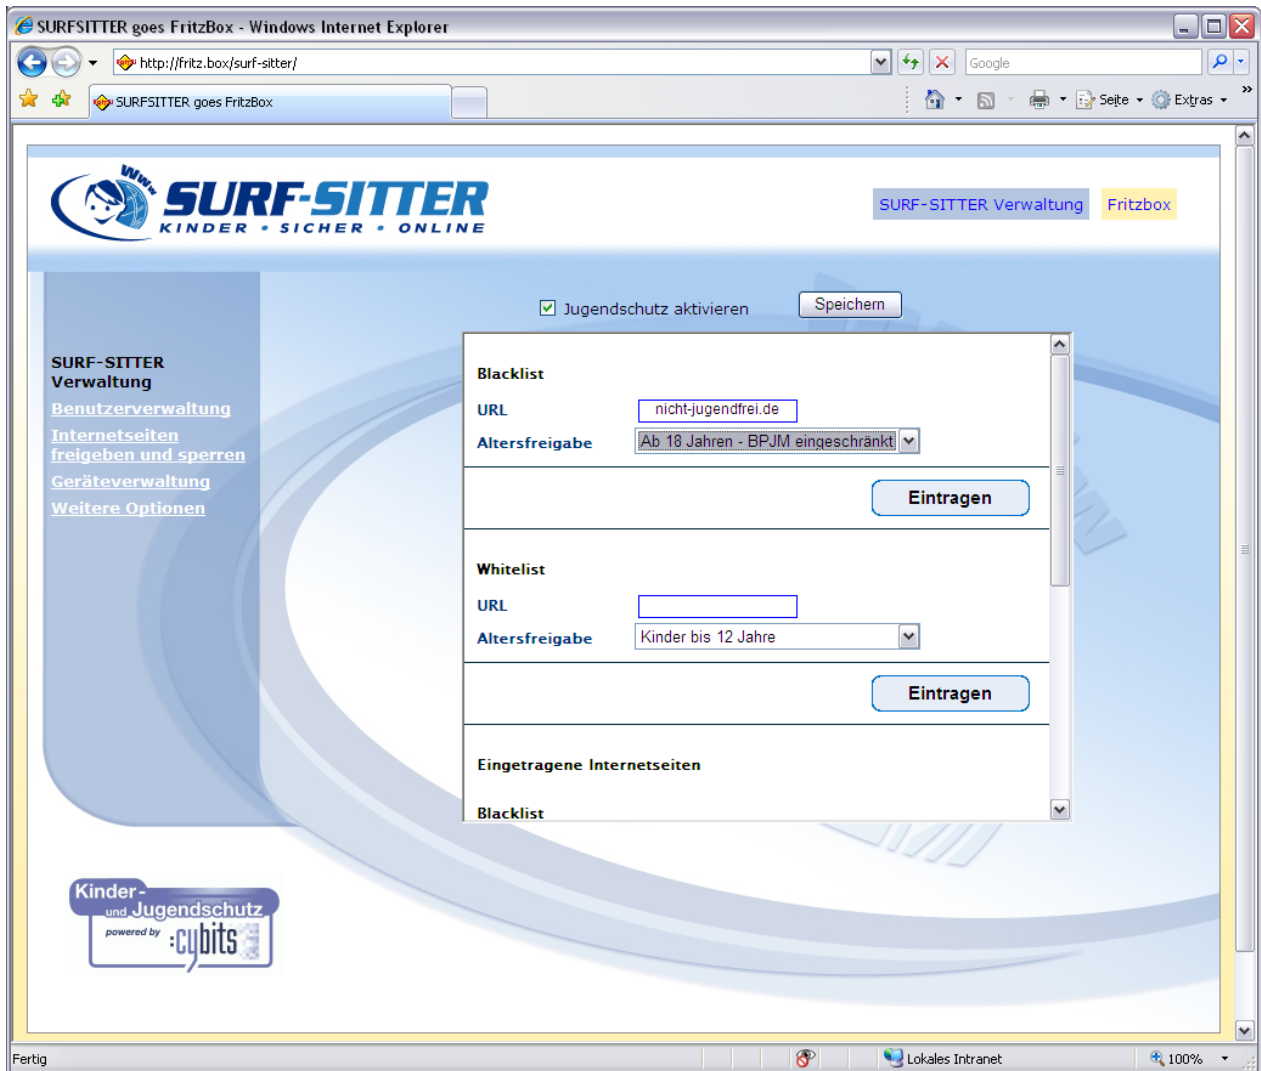 SURFSITTER goes FritzBox - Windows Internet Explorer
http://fritz.box/surf-sitter/
Google
SURFSITTER goes FritzBox
Seite
Extras
»
www
SURF-SITTER
KINDER • SICHER • ONLINE
SURF-SITTER Verwaltung
Fritzbox
Jugendschutz aktivieren
Speichern
SURF-SITTER
Verwaltung
Benutzerverwaltung
Internetseiten
freigeben und sperren
Geräteverwaltung
Weitere Optionen
Blacklist
URL
nicht-jugendfrei.de
Altersfreigabe
Ab 18 Jahren - BPJM eingeschränkt
Eintragen
Whitelist
URL
Altersfreigabe
Kinder bis 12 Jahre
Eintragen
Eingetragene Internetseiten
Blacklist
Kinder-
und Jugendschutz
powered by :cybits
Fertig
Lokales Intranet
100%